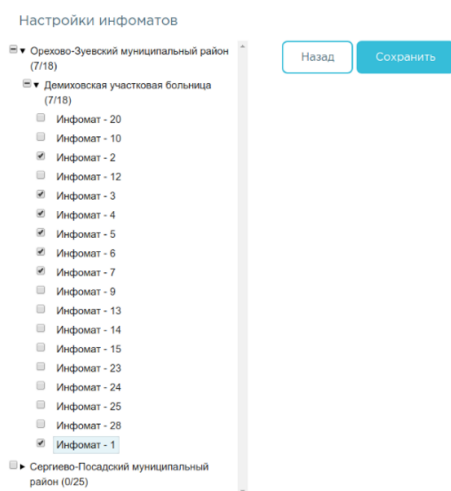 Настройки инфоматов
Орехово-Зуевский муниципальный район
(7/18)
Назад
Сохранить
Демиховская участковая больница
(7/18)
Инфомат - 20
Инфомат - 10
Инфомат - 2
Инфомат - 12
Инфомат - 3
Инфомат - 4
Инфомат - 5
Инфомат - 6
Инфомат - 7
Инфомат - 9
Инфомат - 13
Инфомат - 14
Инфомат - 15
Инфомат - 23
Инфомат - 24
Инфомат - 25
Инфомат - 28
Инфомат - 1
Сергиево-Посадский муниципальный
район (0/25)